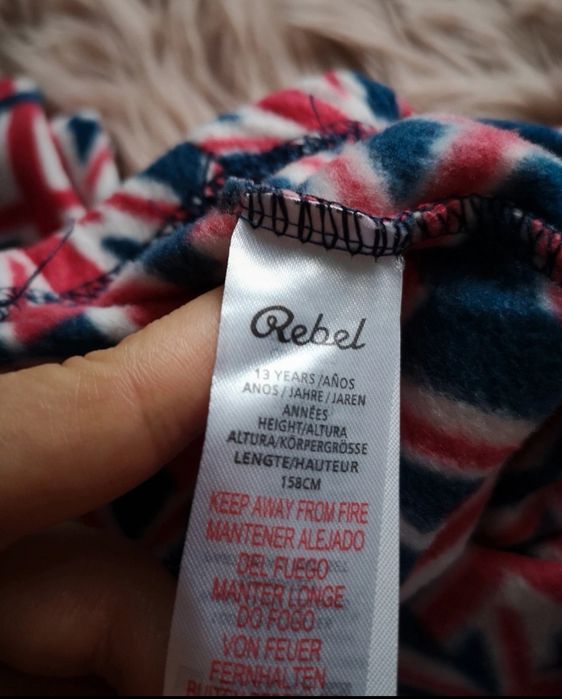 Rebel
13 YEARS/AÑOS
ANOS/JAHRE/JAREN
ANNÉES
HEIGHT/ALTURA
ALTURA/KÖRPERGRÖSSE
LENGTE/HAUTEUR
158CM
KEEP AWAY FROM FIRE
MANTENER ALEJADO
DEL FUEGO
MANTER LONGE
DO FOGO
VON FEUER
FERNHALTEN
BUITEN